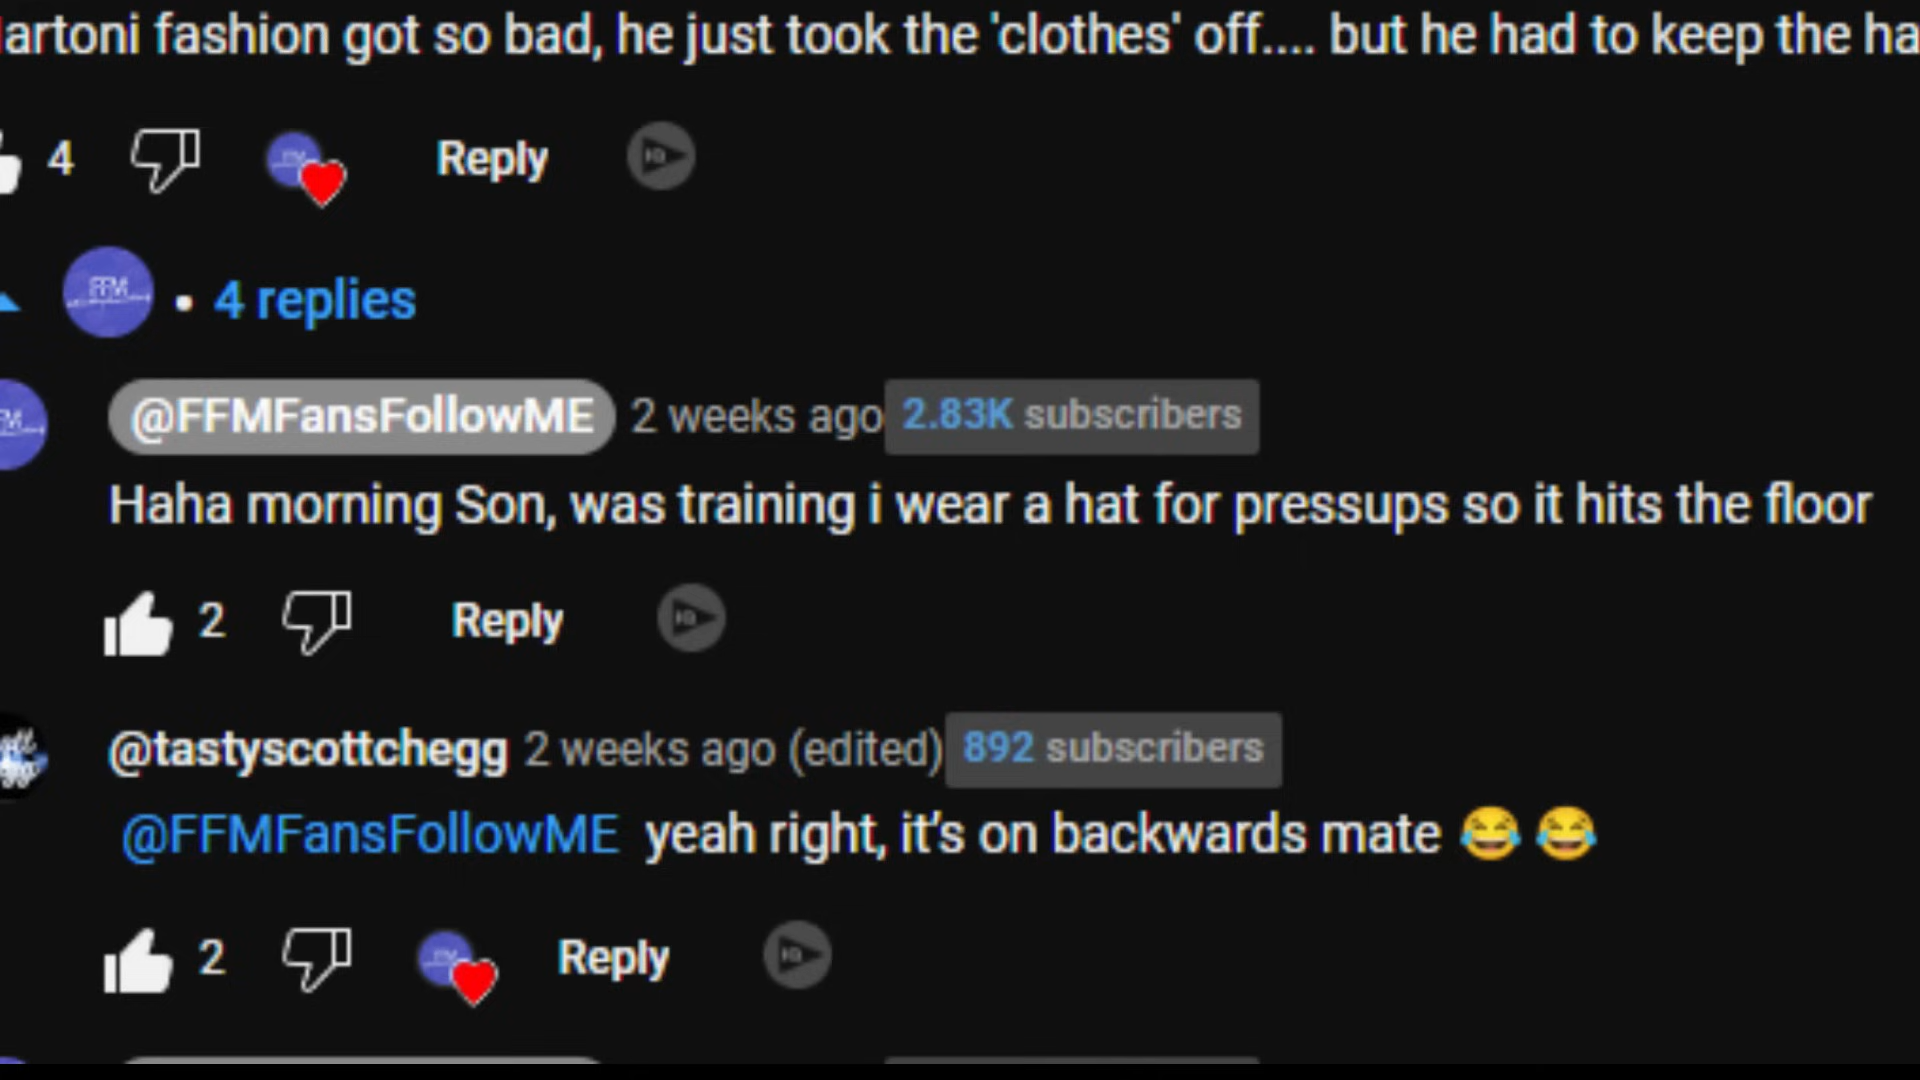 fashion got so bad, he just took the 'clothes' off.... but he had to keep the
4
Reply
FFM
• 4 replies
@FFMFansFollowME 2 weeks ago 2.83K subscribers
Haha morning Son, was training i wear a hat for pressups so it hits the floor
2 Reply
@tastyscottchegg 2 weeks ago (edited) 892 subscribers
@FFMFansFollowME yeah right, it's on backwards mate 😂 😂
2 Reply